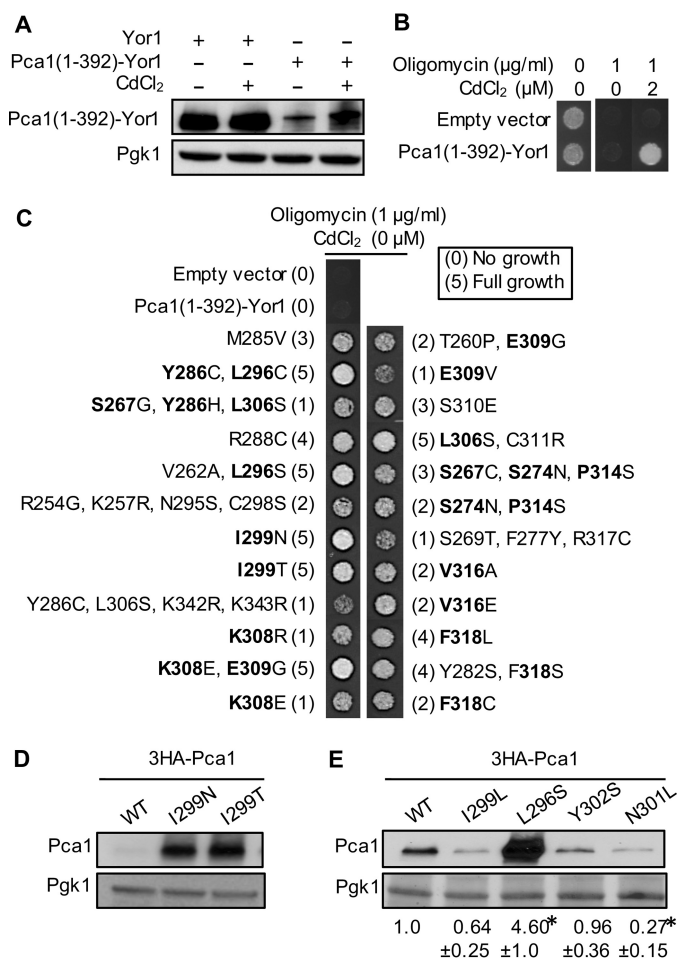 A
Yor1 + + – –
Pca1(1-392)-Yor1 – – + +
CdCl2 – + – +
Pca1(1-392)-Yor1
Pgk1
B
Oligomycin (µg/ml) 0 1 1
CdCl2 (µM) 0 0 2
Empty vector
Pca1(1-392)-Yor1
C
Oligomycin (1 µg/ml)
CdCl2 (0 µM)
(0) No growth
(5) Full growth
Empty vector (0)
Pca1(1-392)-Yor1 (0)
M285V (3) (2) T260P, E309G
Y286C, L296C (5) (1) E309V
S267G, Y286H, L306S (1) (3) S310E
R288C (4) (5) L306S, C311R
V262A, L296S (5) (3) S267C, S274N, P314S
R254G, K257R, N295S, C298S (2) (2) S274N, P314S
I299N (5) (1) S269T, F277Y, R317C
I299T (5) (2) V316A
Y286C, L306S, K342R, K343R (1) (2) V316E
K308R (1) (4) F318L
K308E, E309G (5) (4) Y282S, F318S
K308E (1) (2) F318C
D
3HA-Pca1
WT I299N I299T
Pca1
Pgk1
E
3HA-Pca1
WT I299L L296S Y302S N301L
Pca1
Pgk1
1.0 0.64 4.60* 0.96 0.27*
±0.25 ±1.0 ±0.36 ±0.15